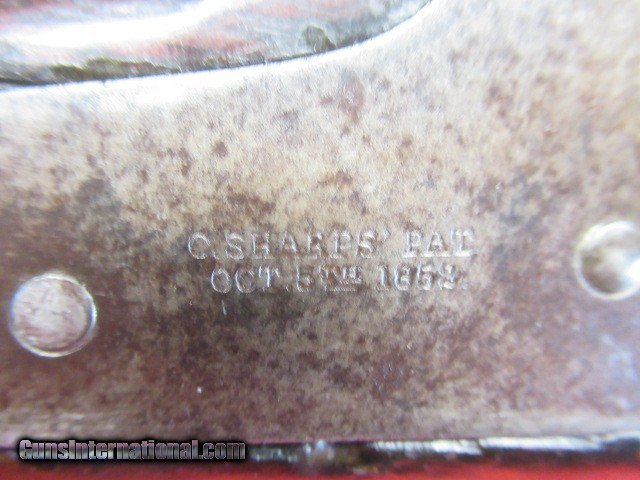 C. SHARPS' PAT.
OCT. 5TH 1852.
GunsInternational.com